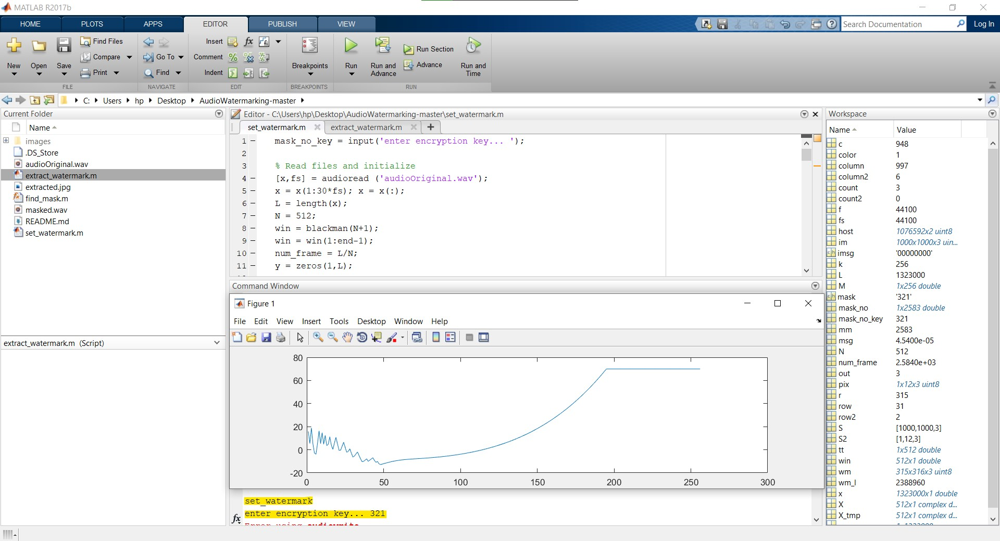 MATLAB R2017b
HOME PLOTS APPS EDITOR PUBLISH VIEW
Search Documentation Log In
New Open Save Find Files Compare Print
FILE
Go To Find
NAVIGATE
Insert fx
Comment
Indent
EDIT
Breakpoints
BREAKPOINTS
Run Run and Advance Run Section Advance Run and Time
RUN
C: Users hp Desktop AudioWatermarking-master
Current Folder
Name
images
.DS_Store
audioOriginal.wav
extract_watermark.m
extracted.jpg
find_mask.m
masked.wav
README.md
set_watermark.m
extract_watermark.m (Script)
Editor - C:\Users\hp\Desktop\AudioWatermarking-master\set_watermark.m
set_watermark.m extract_watermark.m
1 mask_no_key = input('enter encryption key... ');
2
3 % Read files and initialize
4 [x,fs] = audioread ('audioOriginal.wav');
5 x = x(1:30*fs); x = x(:);
6 L = length(x);
7 N = 512;
8 win = blackman(N+1);
9 win = win(1:end-1);
10 num_frame = L/N;
11 y = zeros(1,L);
Command Window
Figure 1
File Edit View Insert Tools Desktop Window Help
80
60
40
20
0
-20
0 50 100 150 200 250 300
set_watermark
enter encryption key... 321
fx
Error using audiowrite
Workspace
Name Value
c 948
color 1
column 997
column2 6
count 3
count2 0
f 44100
fs 44100
host 1076592x2 uint8
im 1000x1000x3 uin...
imsg '00000000'
k 256
L 1323000
M 1x256 double
mask '321'
mask_no 1x2583 double
mask_no_key 321
mm 2583
msg 4.5400e-05
N 512
num_frame 2.5840e+03
out 3
pix 1x12x3 uint8
r 315
row 31
row2 2
S [1000,1000,3]
S2 [1,12,3]
tt 1x512 double
win 512x1 double
wm 315x316x3 uint8
wm_l 2388960
x 1323000x1 double
X 512x1 complex d...
X_tmp 512x1 complex d...